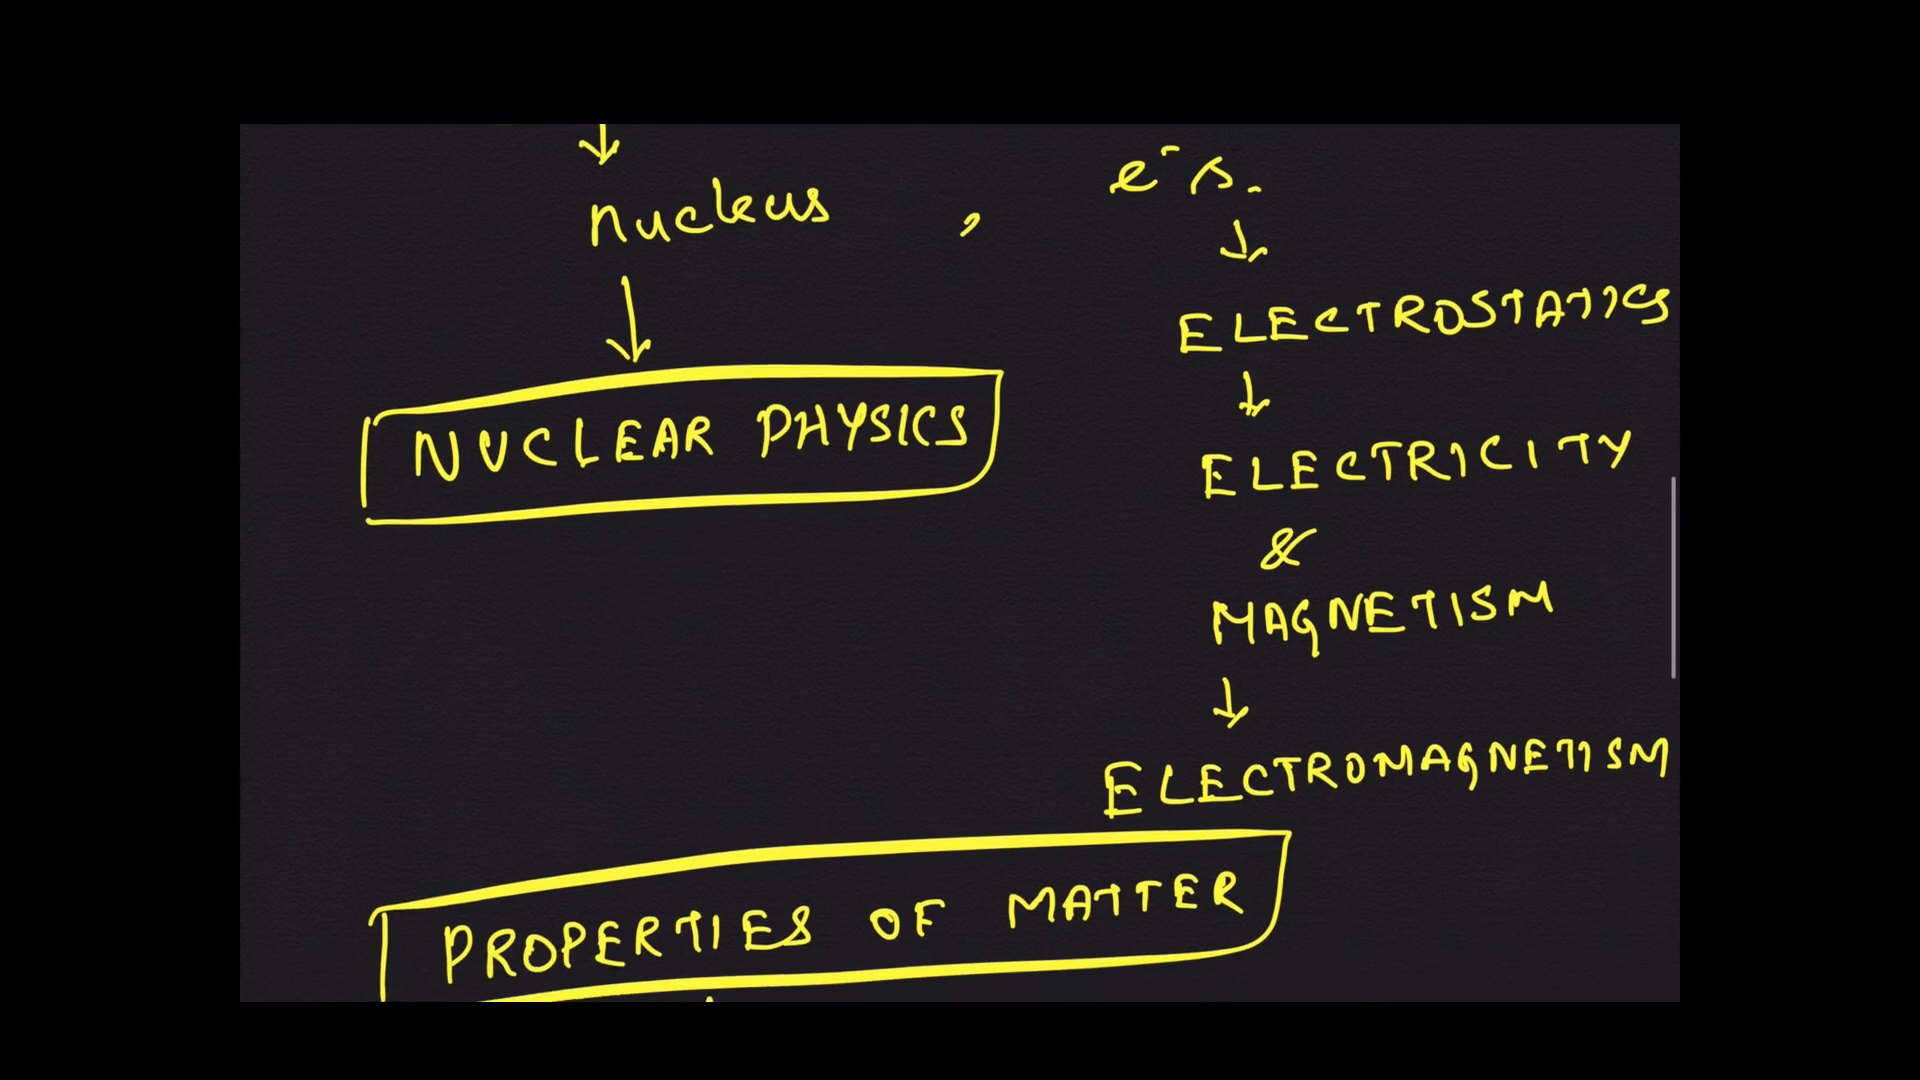 nucleus , e⁻s.
ELECTROSTATICS
NUCLEAR PHYSICS
ELECTRICITY
&
MAGNETISM
ELECTROMAGNETISM
PROPERTIES OF MATTER